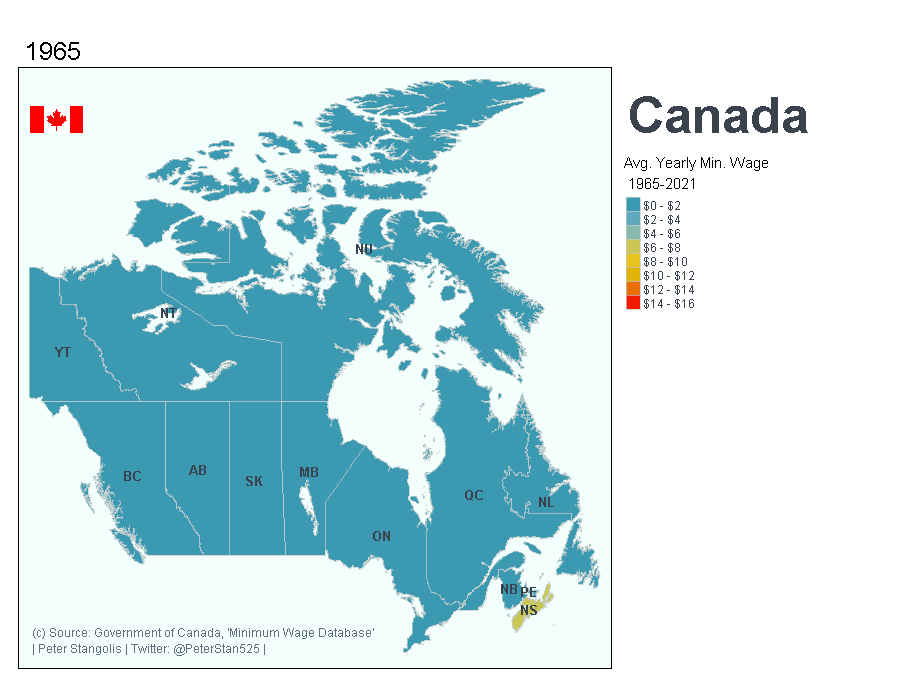 1965
Canada
Avg. Yearly Min. Wage
1965-2021
$0 - $2
$2 - $4
$4 - $6
$6 - $8
$8 - $10
$10 - $12
$12 - $14
$14 - $16
NU
NT
YT
BC
AB
SK
MB
ON
QC
NL
NB
PE
NS
(c) Source: Government of Canada, 'Minimum Wage Database'
| Peter Stangolis | Twitter: @PeterStan525 |